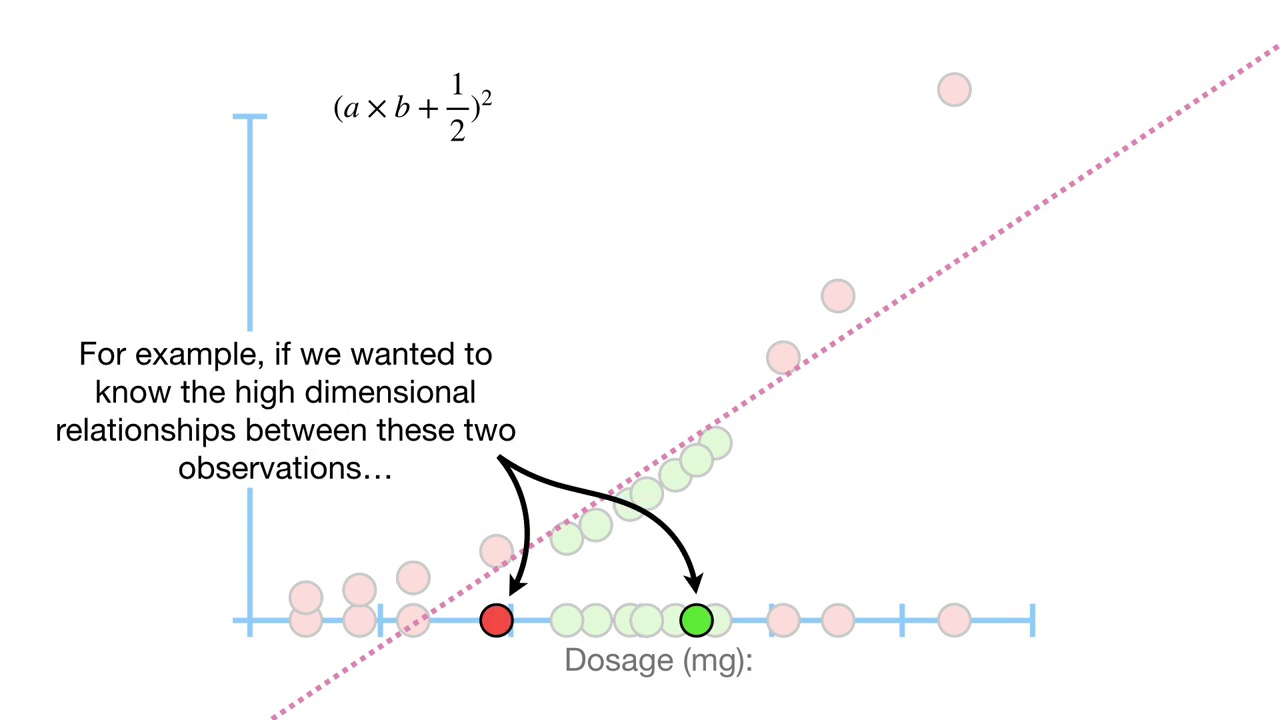 (a × b + 1/2)²
For example, if we wanted to
know the high dimensional
relationships between these two
observations…
Dosage (mg):